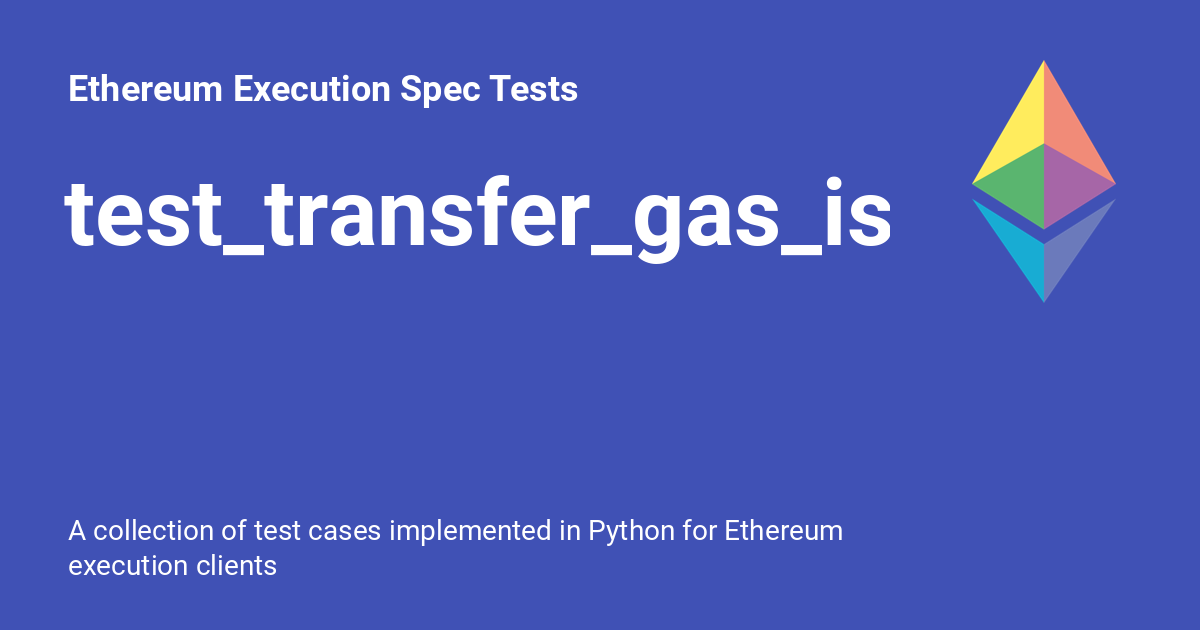 Ethereum Execution Spec Tests
test_transfer_gas_is
A collection of test cases implemented in Python for Ethereum
execution clients